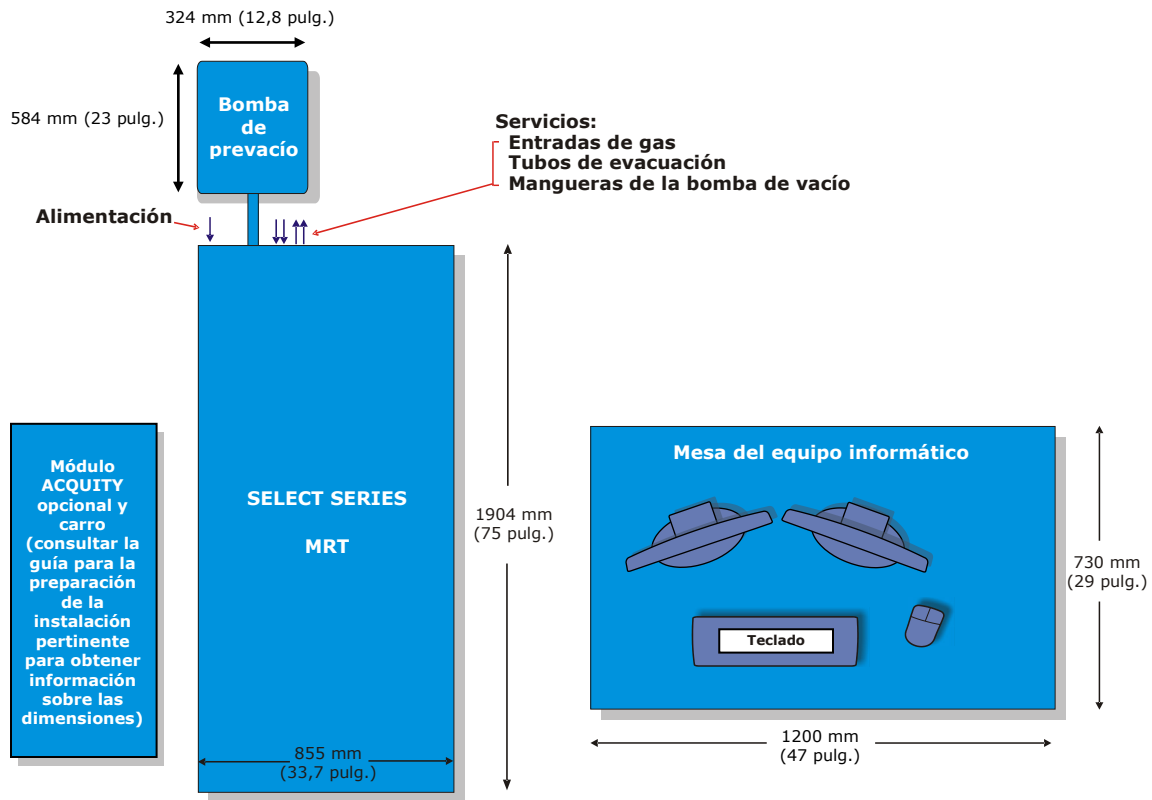 324 mm (12,8 pulg.)
584 mm (23 pulg.)
Bomba
de
prevacío
Servicios:
Entradas de gas
Tubos de evacuación
Mangueras de la bomba de vacío
Alimentación
Módulo
ACQUITY
opcional y
carro
(consultar la
guía para la
preparación
de la
instalación
pertinente
para obtener
información
sobre las
dimensiones)
SELECT SERIES
MRT
1904 mm
(75 pulg.)
855 mm
(33,7 pulg.)
Mesa del equipo informático
Teclado
730 mm
(29 pulg.)
1200 mm
(47 pulg.)